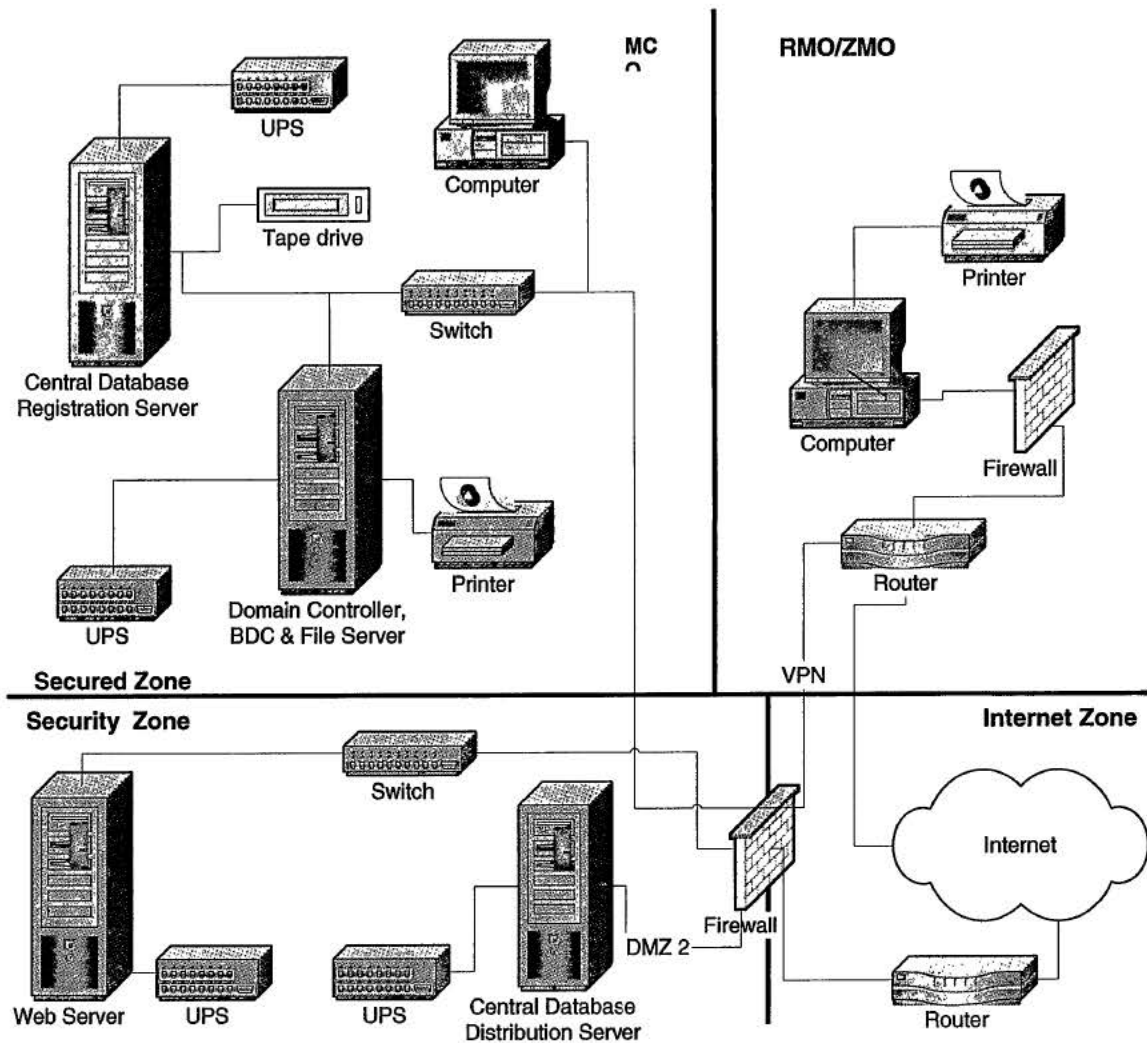 MC
RMO/ZMO
UPS
Computer
Tape drive
Printer
Switch
Central Database
Registration Server
Computer
Firewall
Printer
Router
UPS
Domain Controller,
BDC & File Server
VPN
Secured Zone
Security Zone
Internet Zone
Switch
Internet
Firewall
DMZ 2
Web Server
UPS
UPS
Central Database
Distribution Server
Router